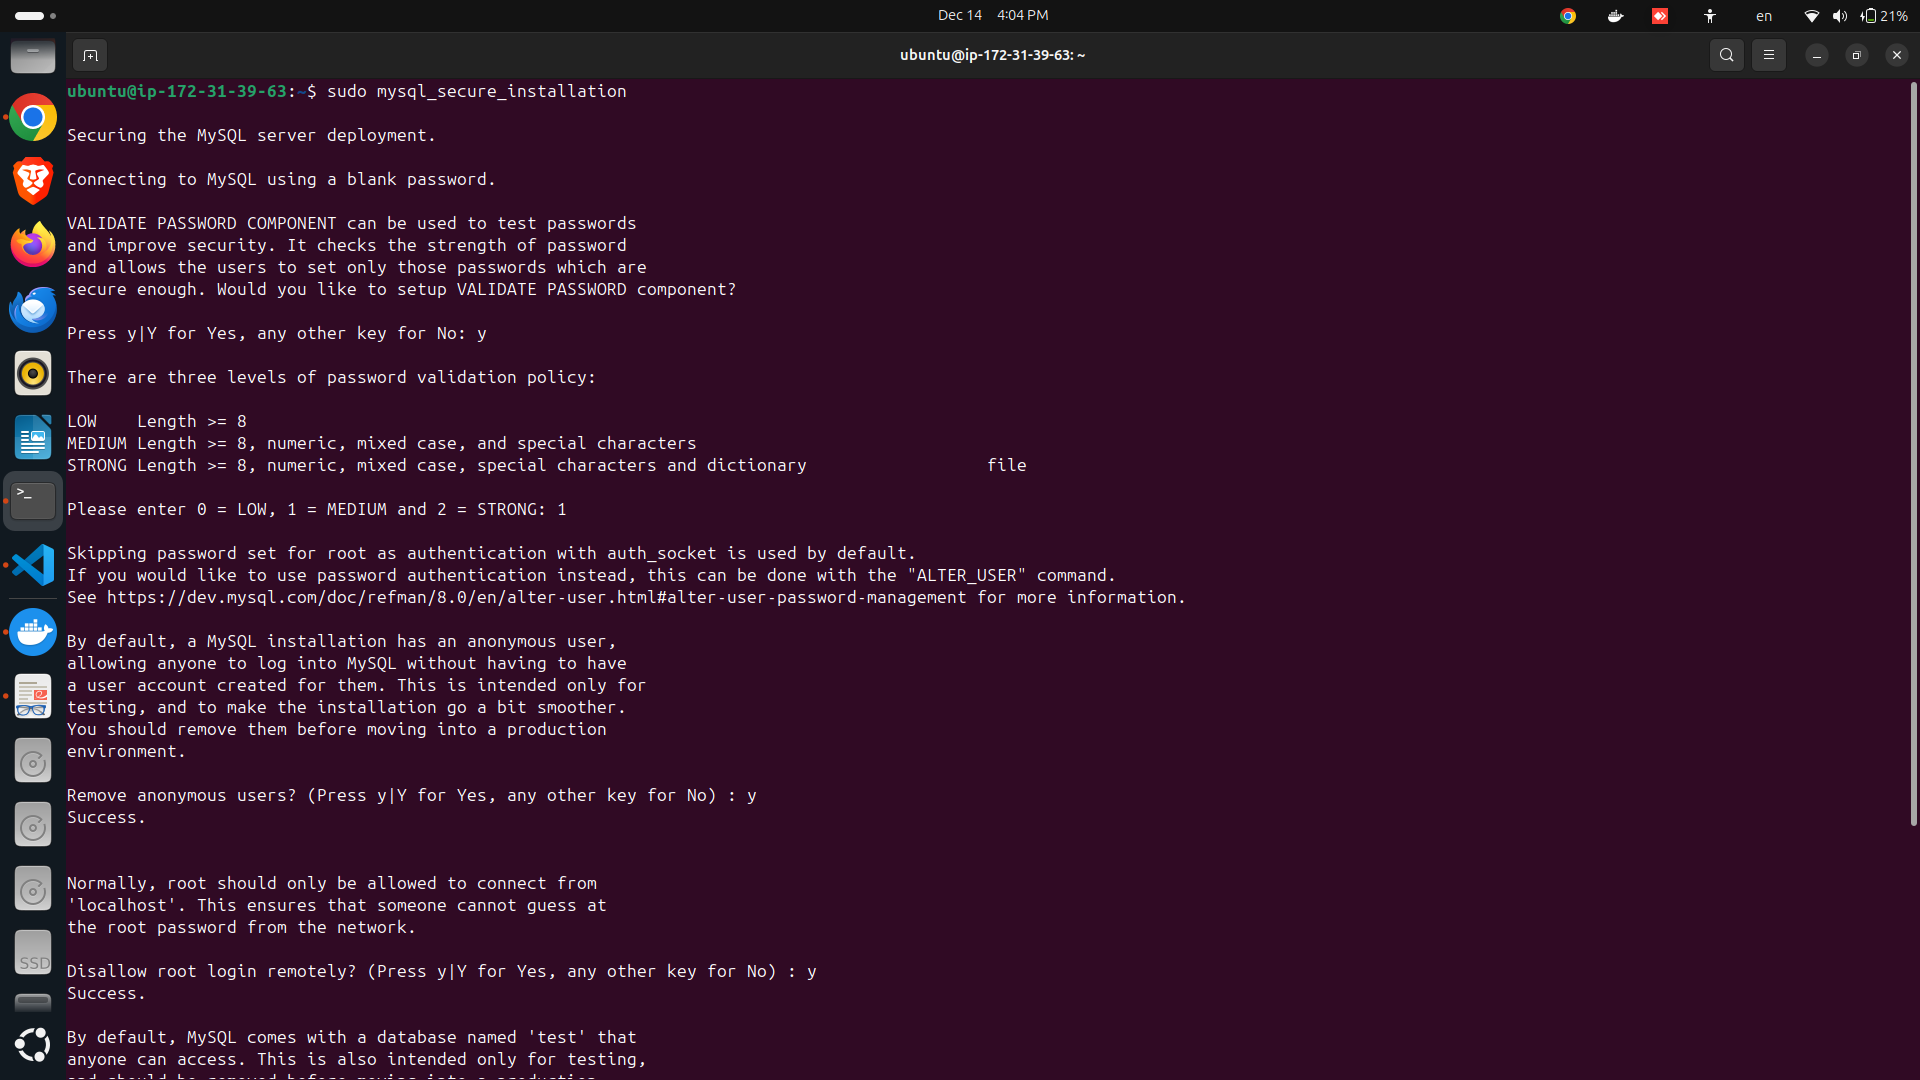 Dec 14 4:04 PM
en
21%
ubuntu@ip-172-31-39-63: ~
ubuntu@ip-172-31-39-63:~$ sudo mysql_secure_installation
Securing the MySQL server deployment.
Connecting to MySQL using a blank password.
VALIDATE PASSWORD COMPONENT can be used to test passwords
and improve security. It checks the strength of password
and allows the users to set only those passwords which are
secure enough. Would you like to setup VALIDATE PASSWORD component?
Press y|Y for Yes, any other key for No: y
There are three levels of password validation policy:
LOW    Length >= 8
MEDIUM Length >= 8, numeric, mixed case, and special characters
STRONG Length >= 8, numeric, mixed case, special characters and dictionary                  file
Please enter 0 = LOW, 1 = MEDIUM and 2 = STRONG: 1
Skipping password set for root as authentication with auth_socket is used by default.
If you would like to use password authentication instead, this can be done with the "ALTER_USER" command.
See https://dev.mysql.com/doc/refman/8.0/en/alter-user.html#alter-user-password-management for more information.
By default, a MySQL installation has an anonymous user,
allowing anyone to log into MySQL without having to have
a user account created for them. This is intended only for
testing, and to make the installation go a bit smoother.
You should remove them before moving into a production
environment.
Remove anonymous users? (Press y|Y for Yes, any other key for No) : y
Success.
Normally, root should only be allowed to connect from
'localhost'. This ensures that someone cannot guess at
the root password from the network.
Disallow root login remotely? (Press y|Y for Yes, any other key for No) : y
Success.
By default, MySQL comes with a database named 'test' that
anyone can access. This is also intended only for testing,
and should be removed before moving into a production
>_
SSD